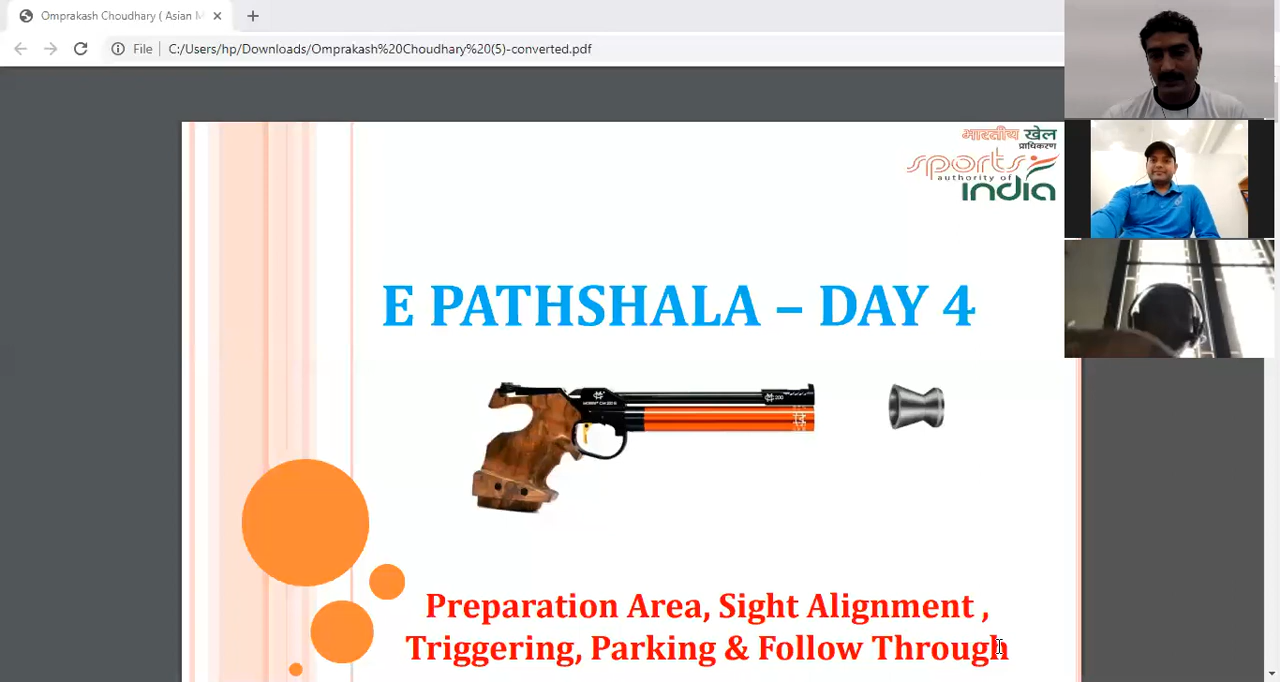 Omprakash Choudhary ( Asian M
File
C:/Users/hp/Downloads/Omprakash%20Choudhary%20(5)-converted.pdf
भारतीय खेल
प्राधिकरण
sports
authority of
india
E PATHSHALA – DAY 4
Preparation Area, Sight Alignment ,
Triggering, Parking & Follow Through